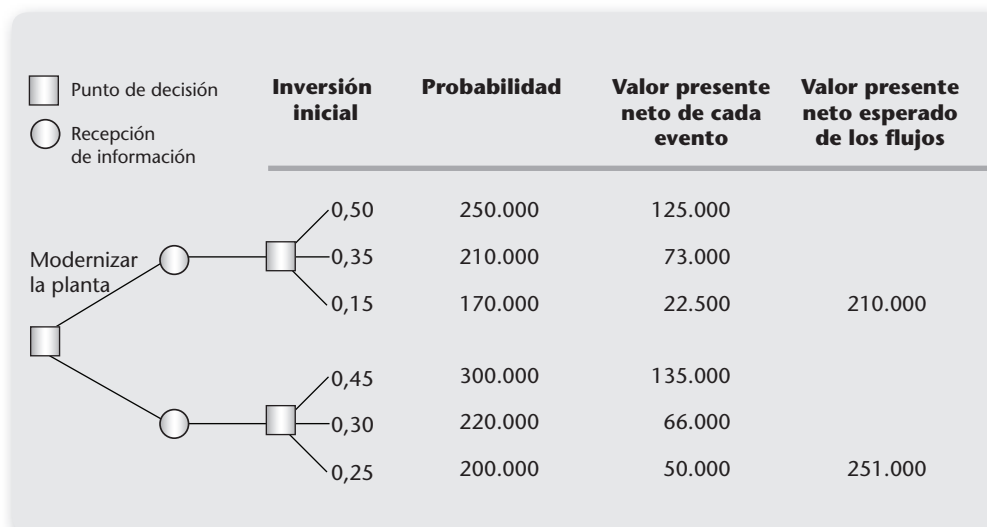 Punto de decisión
Recepción
de información
Inversión
inicial
Probabilidad
Valor presente
neto de cada
evento
Valor presente
neto esperado
de los flujos
Modernizar
la planta
0,50 250.000 125.000
0,35 210.000 73.000
0,15 170.000 22.500 210.000
0,45 300.000 135.000
0,30 220.000 66.000
0,25 200.000 50.000 251.000